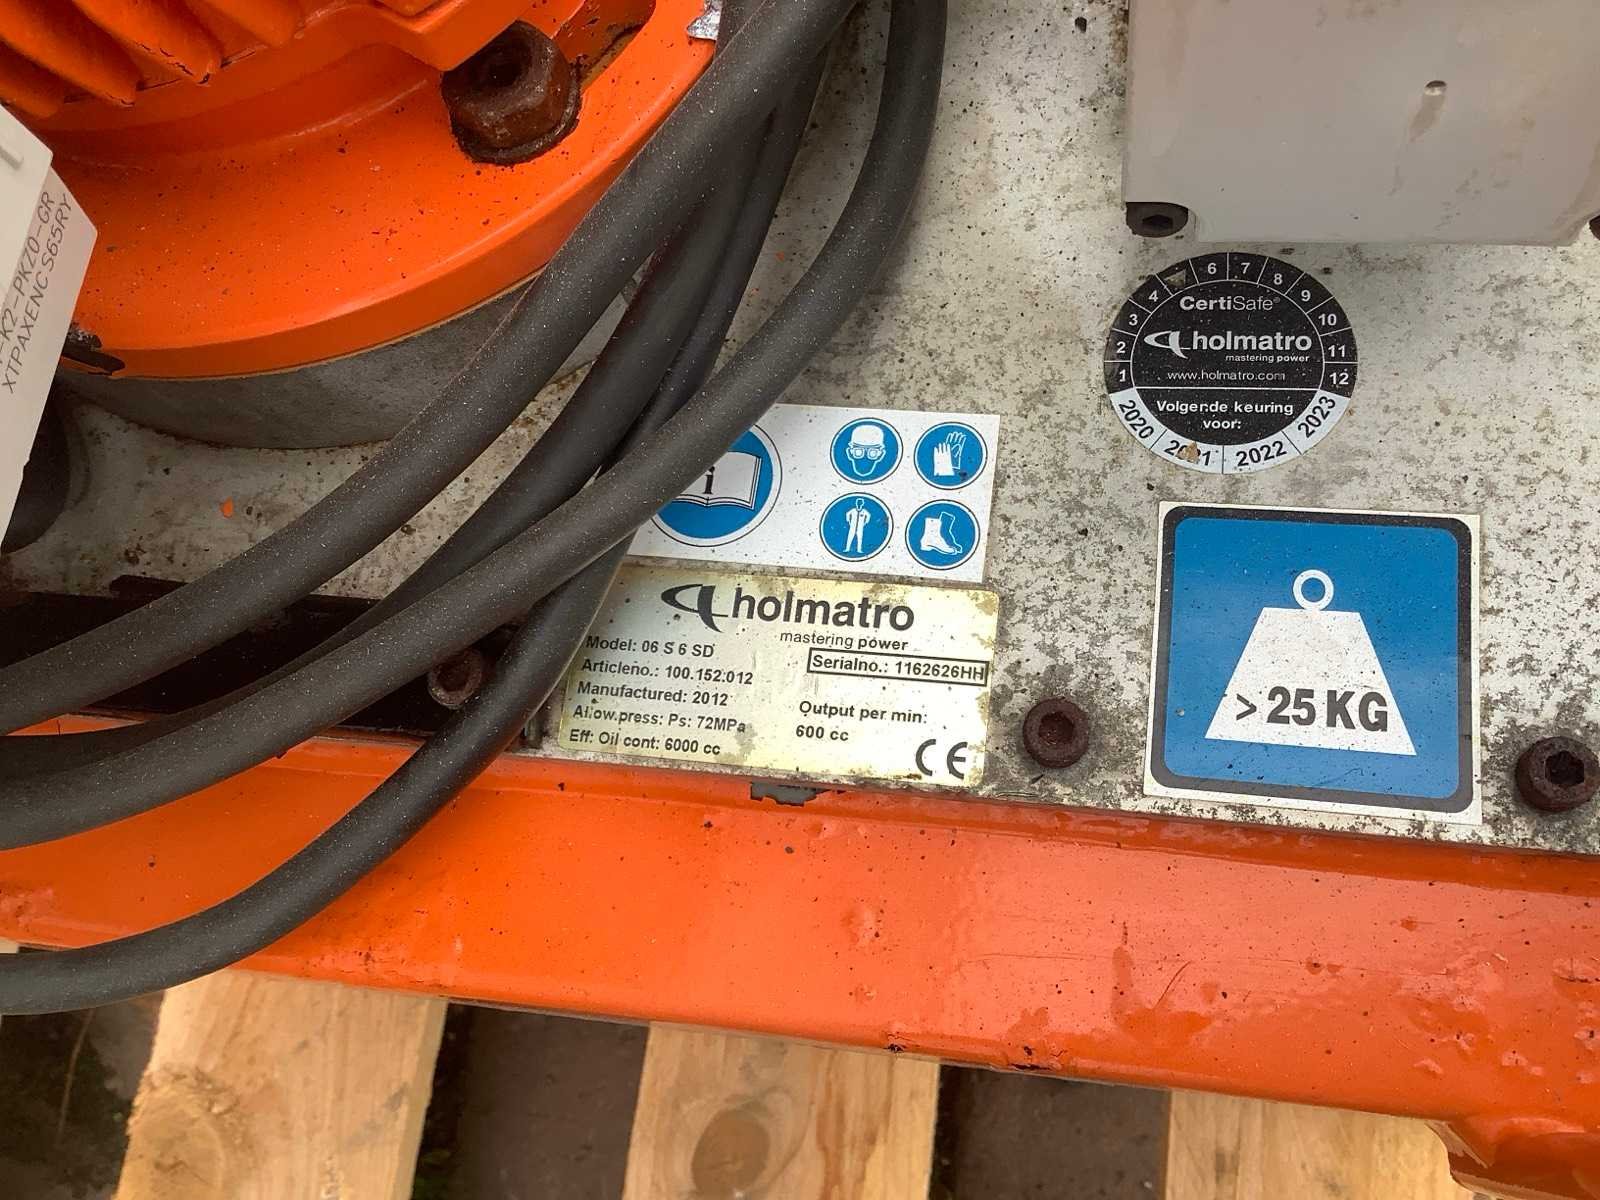 K2-PKZ0-GR
XTPAXENCS65RY
6 7 8 9 10 11 12
4 3 2 1
CertiSafe®
holmatro
mastering power
www.holmatro.com
Volgende keuring
voor:
2020 2021 2022 2023
i
holmatro
mastering power
Model: 06 S 6 SD
Serialno.: 1162626HH
Articleno.: 100.152.012
Manufactured: 2012
Output per min:
600 cc
Allow.press: Ps: 72MPa
Eff: Oil cont: 6000 cc
CE
> 25 KG